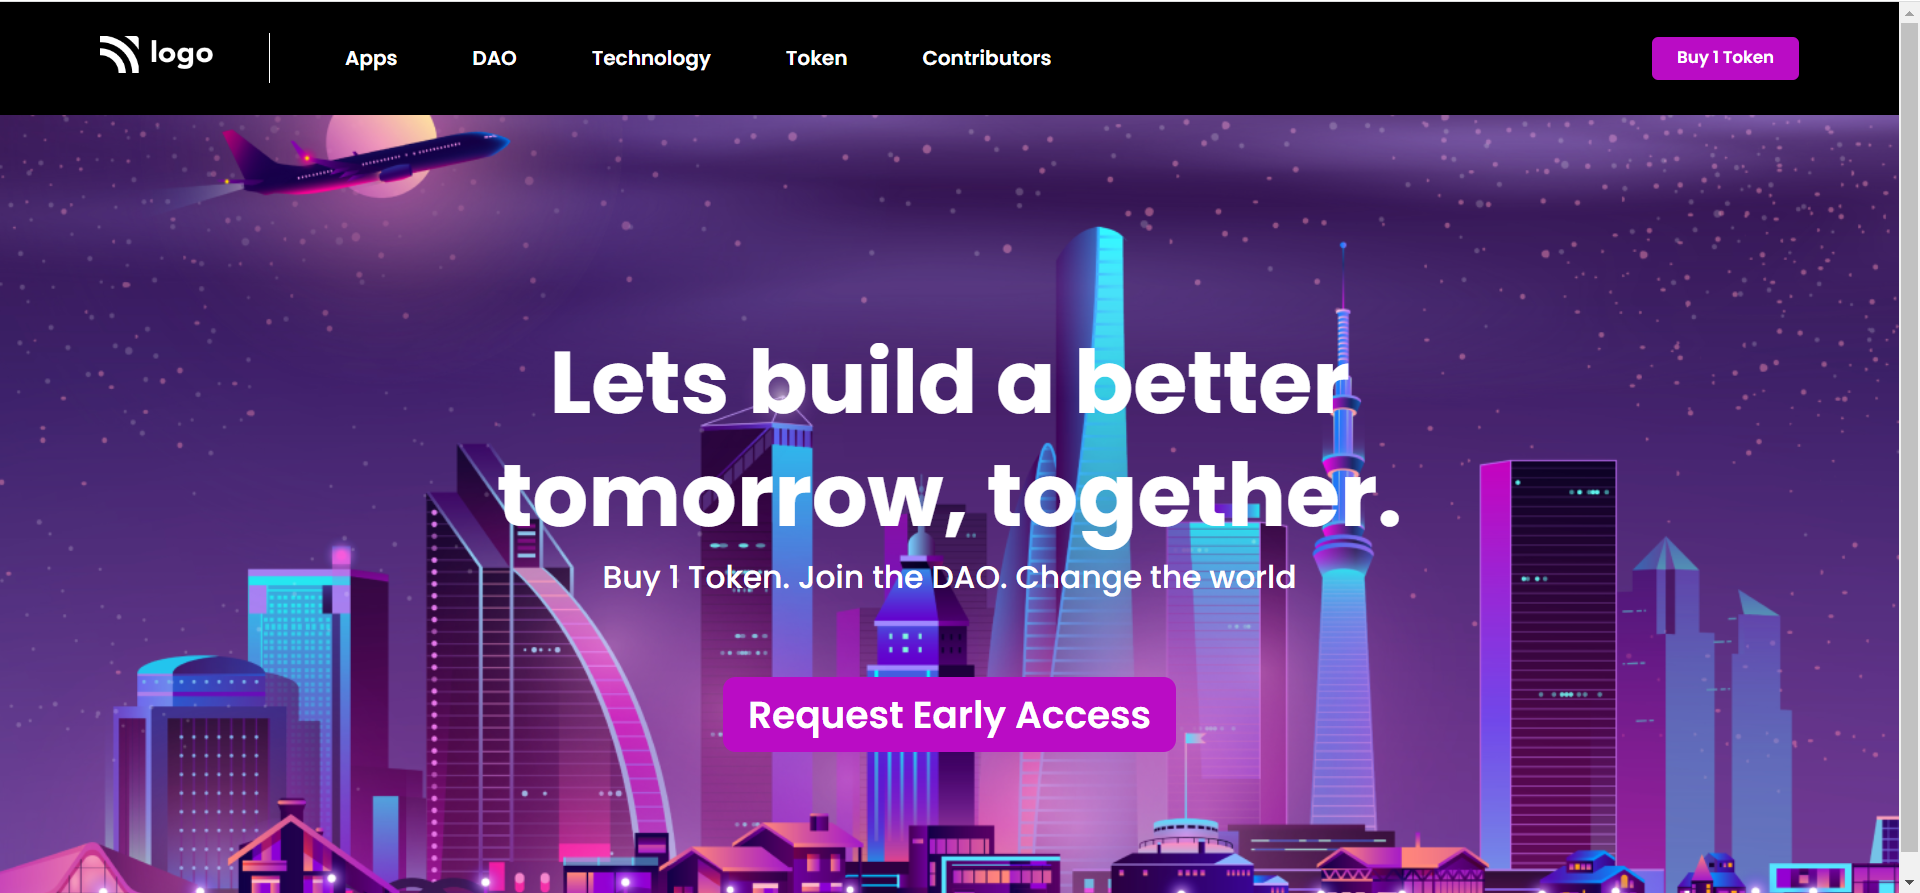 logo
Apps
DAO
Technology
Token
Contributors
Buy 1 Token
Lets build a better
tomorrow, together.
Buy 1 Token. Join the DAO. Change the world
Request Early Access